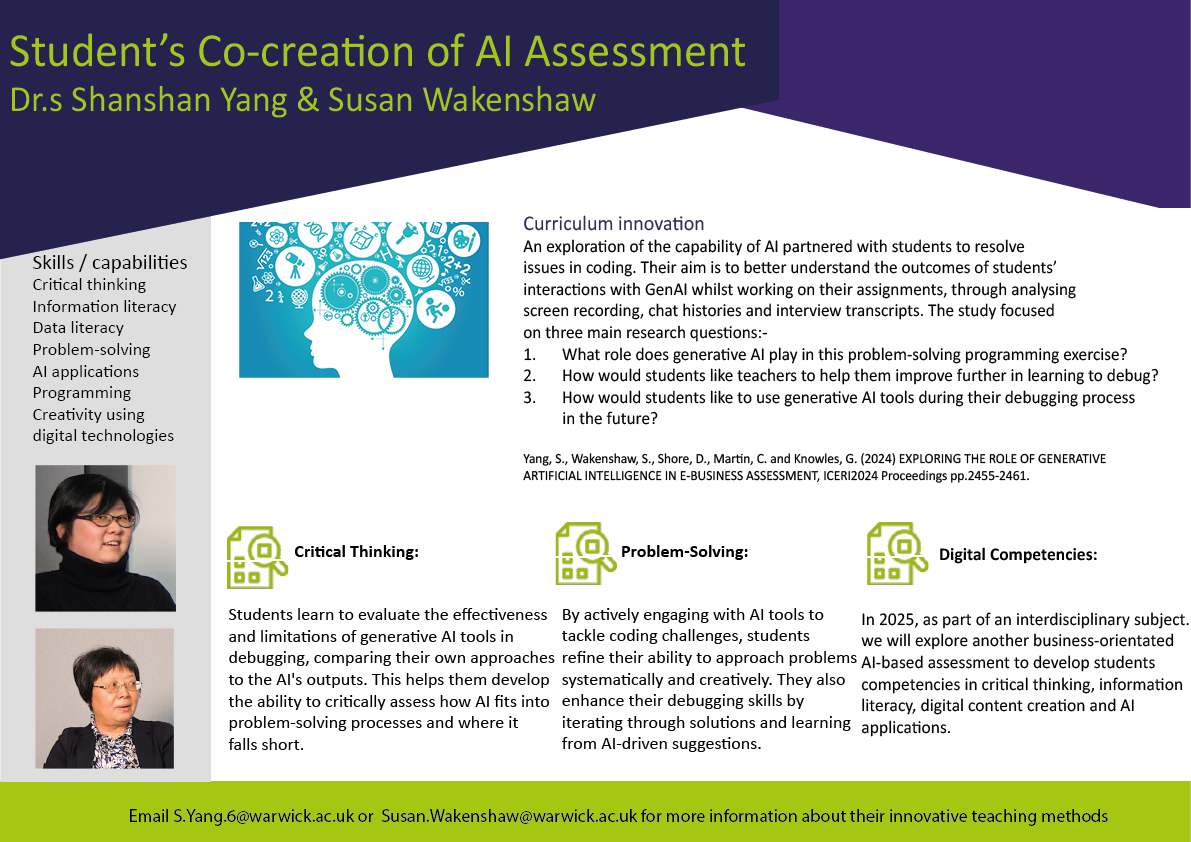 Student's Co-creation of AI Assessment
Dr.s Shanshan Yang & Susan Wakenshaw
Skills / capabilities
Critical thinking
Information literacy
Data literacy
Problem-solving
AI applications
Programming
Creativity using
digital technologies
Curriculum innovation
An exploration of the capability of AI partnered with students to resolve
issues in coding. Their aim is to better understand the outcomes of students'
interactions with GenAI whilst working on their assignments, through analysing
screen recording, chat histories and interview transcripts. The study focused
on three main research questions:-
1. What role does generative AI play in this problem-solving programming exercise?
2. How would students like teachers to help them improve further in learning to debug?
3. How would students like to use generative AI tools during their debugging process
in the future?
Yang, S., Wakenshaw, S., Shore, D., Martin, C. and Knowles, G. (2024) EXPLORING THE ROLE OF GENERATIVE
ARTIFICIAL INTELLIGENCE IN E-BUSINESS ASSESSMENT, ICERI2024 Proceedings pp.2455-2461.
Critical Thinking:
Students learn to evaluate the effectiveness
and limitations of generative AI tools in
debugging, comparing their own approaches
to the AI's outputs. This helps them develop
the ability to critically assess how AI fits into
problem-solving processes and where it
falls short.
Problem-Solving:
By actively engaging with AI tools to
tackle coding challenges, students
refine their ability to approach problems
systematically and creatively. They also
enhance their debugging skills by
iterating through solutions and learning
from AI-driven suggestions.
Digital Competencies:
In 2025, as part of an interdisciplinary subject.
we will explore another business-orientated
AI-based assessment to develop students
competencies in critical thinking, information
literacy, digital content creation and AI
applications.
Email S.Yang.6@warwick.ac.uk or Susan.Wakenshaw@warwick.ac.uk for more information about their innovative teaching methods